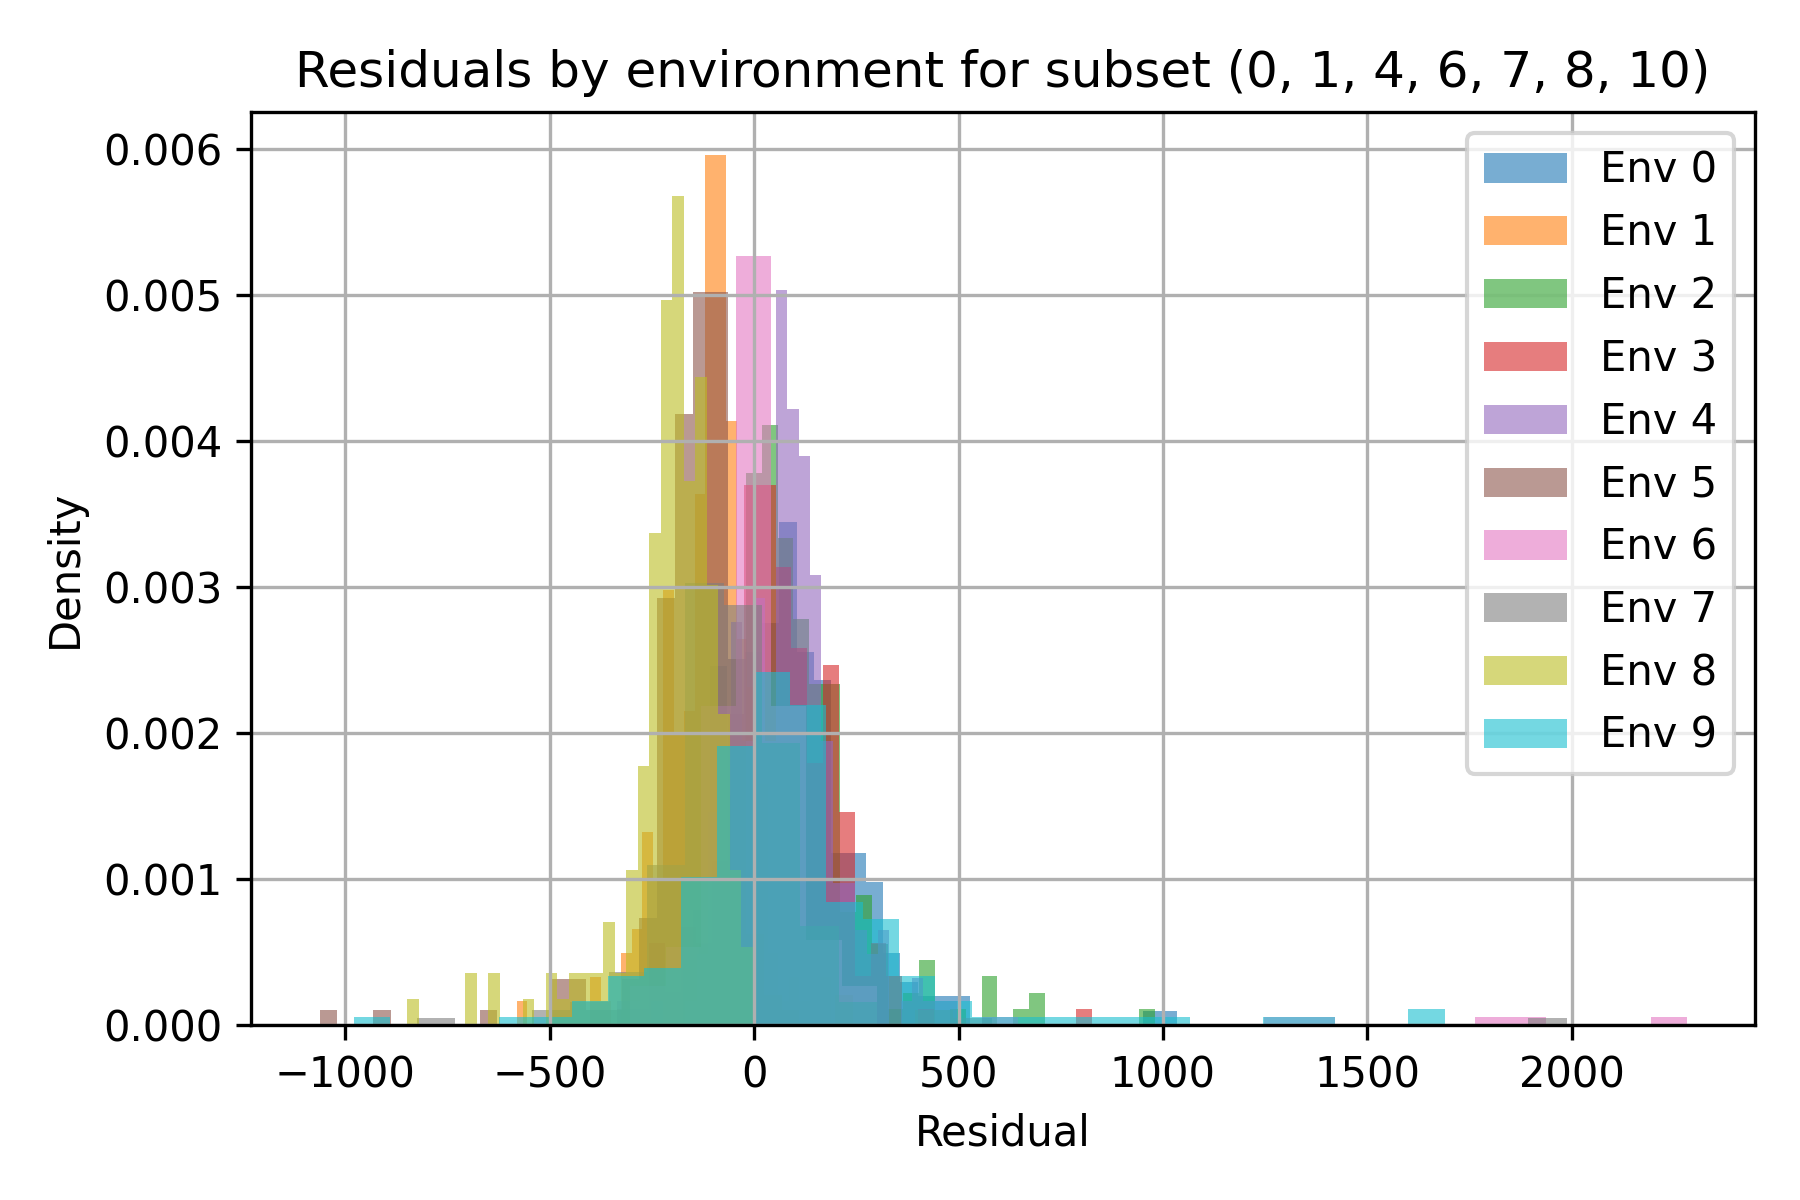 Residuals by environment for subset (0, 1, 4, 6, 7, 8, 10)
0.006
0.005
0.004
0.003
0.002
0.001
0.000
Density
−1000
−500
0
500
1000
1500
2000
Residual
Env 0
Env 1
Env 2
Env 3
Env 4
Env 5
Env 6
Env 7
Env 8
Env 9